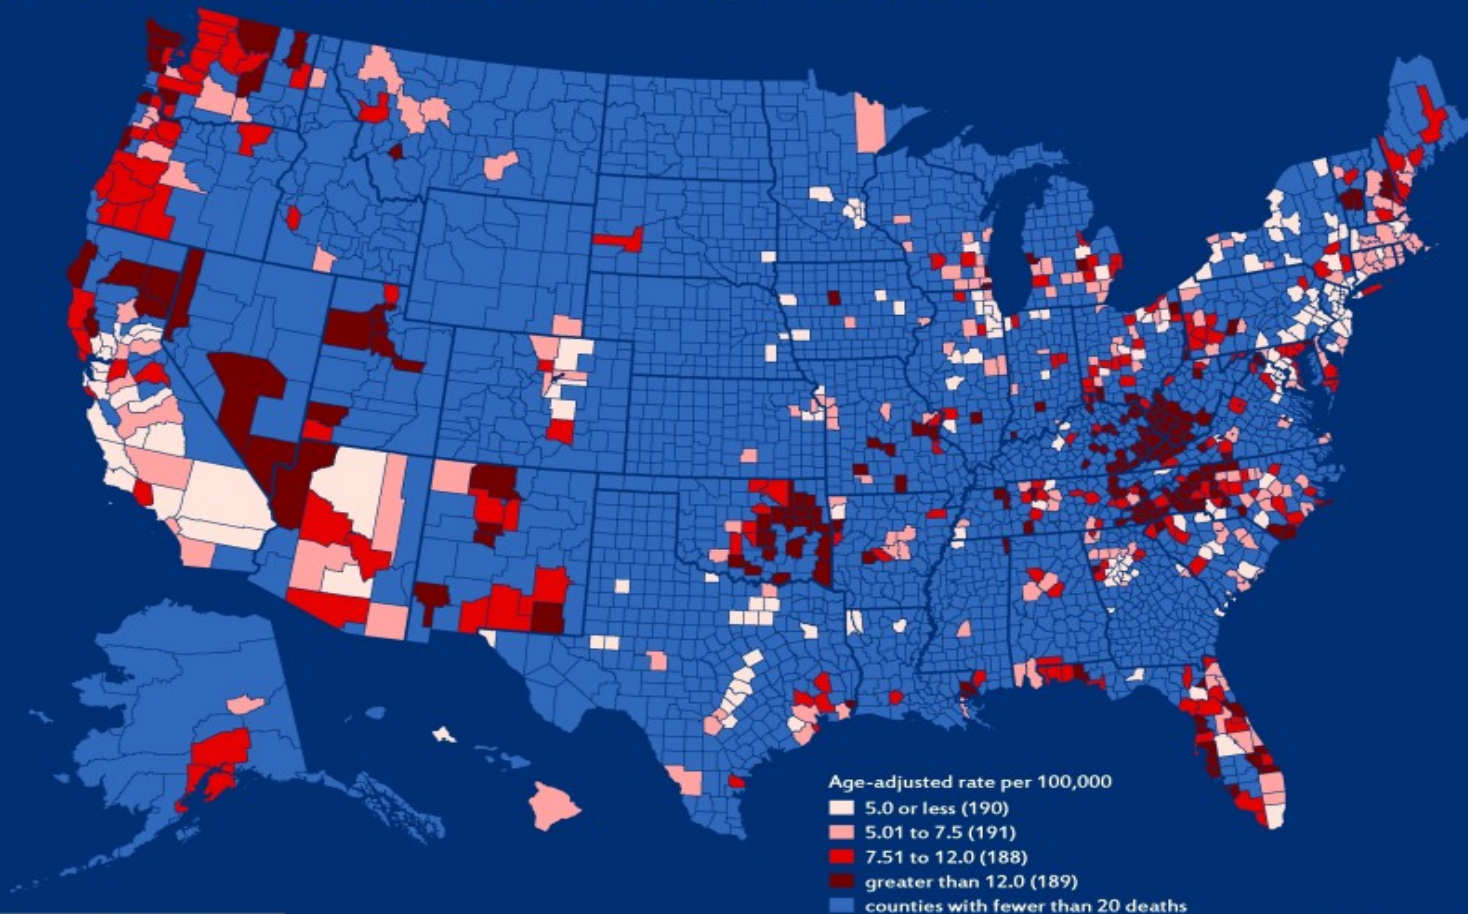 Age-adjusted rate per 100,000
5.0 or less (190)
5.01 to 7.5 (191)
7.51 to 12.0 (188)
greater than 12.0 (189)
counties with fewer than 20 deaths